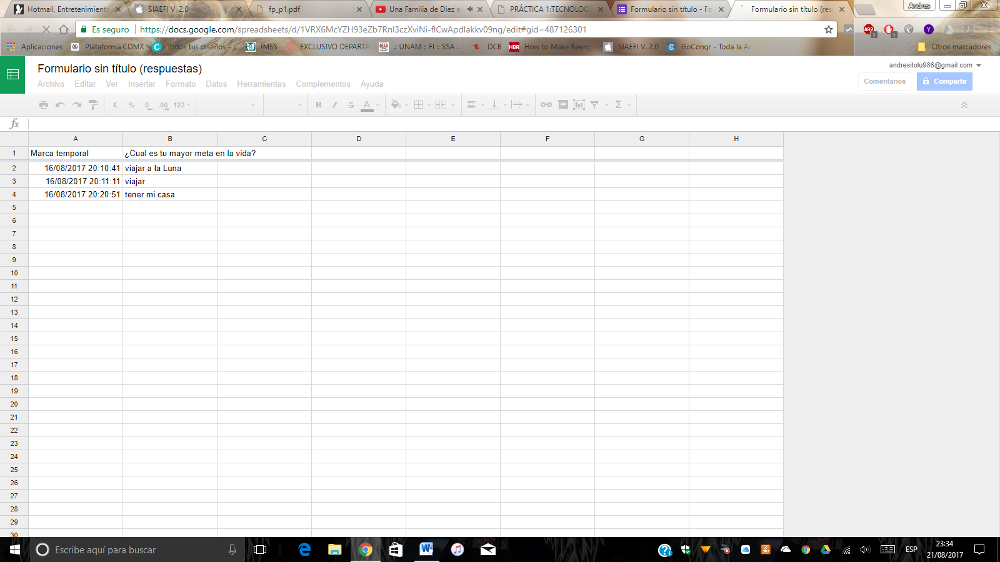 Hotmail, Entretenimiento
SIAEFI V. 2.0
fp_p1.pdf
Una Familia de Diez e
PRÁCTICA 1:TECNOLOG
Formulario sin título - Fo
Formulario sin título (res
Andres
Es seguro
https://docs.google.com/spreadsheets/d/1VRX6McYZH93eZb7RnI3czXviNi-flCwApdlakkv09ng/edit#gid=487126301
Aplicaciones
Plataforma CDMX
Todos tus diseños –
IMSS
EXCLUSIVO DEPARTA
.: UNAM :: FI :: SSA :.
DCB
HBR
How to Make Reeng
SIAEFI V. 2.0
GoConqr - Toda la Ac
Otros marcadores
Formulario sin título (respuestas)
andresitolu986@gmail.com
Archivo Editar Ver Insertar Formato Datos Herramientas Complementos Ayuda
Comentarios
Compartir
€ % .0 .00 123
B I S A
Σ
fx
A B C D E F G H
1 Marca temporal ¿Cual es tu mayor meta en la vida?
2 16/08/2017 20:10:41 viajar a la Luna
3 16/08/2017 20:11:11 viajar
4 16/08/2017 20:20:51 tener mi casa
5
6
7
8
9
10
11
12
13
14
15
16
17
18
19
20
21
22
23
24
25
26
27
28
29
30
Escribe aquí para buscar
ESP
23:34
21/08/2017